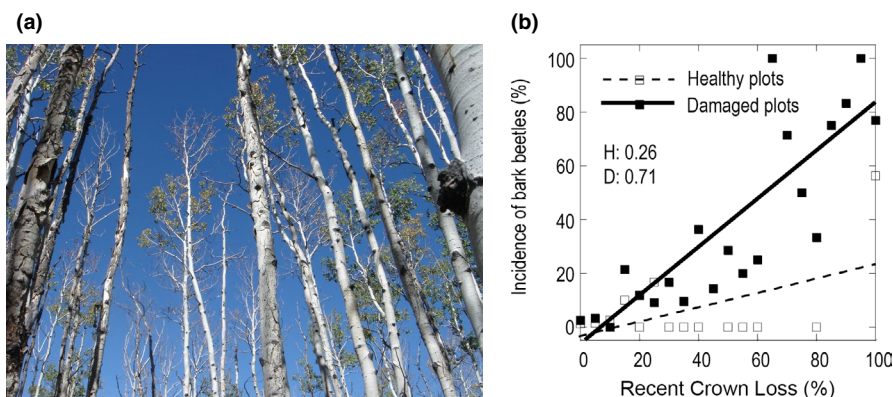 (a)
(b)
Incidence of bark beetles (%)
100
80
60
40
20
0
Healthy plots
Damaged plots
H: 0.26
D: 0.71
0 20 40 60 80 100
Recent Crown Loss (%)